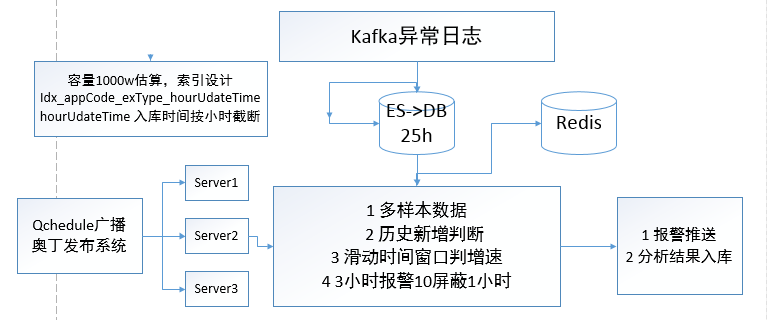 Kafka异常日志
容量1000w估算，索引设计
Idx_appCode_exType_hourUdateTime
hourUdateTime 入库时间按小时截断
ES->DB
25h
Redis
Qchedule广播
奥丁发布系统
Server1
Server2
Server3
1 多样本数据
2 历史新增判断
3 滑动时间窗口判增速
4 3小时报警10屏蔽1小时
1 报警推送
2 分析结果入库